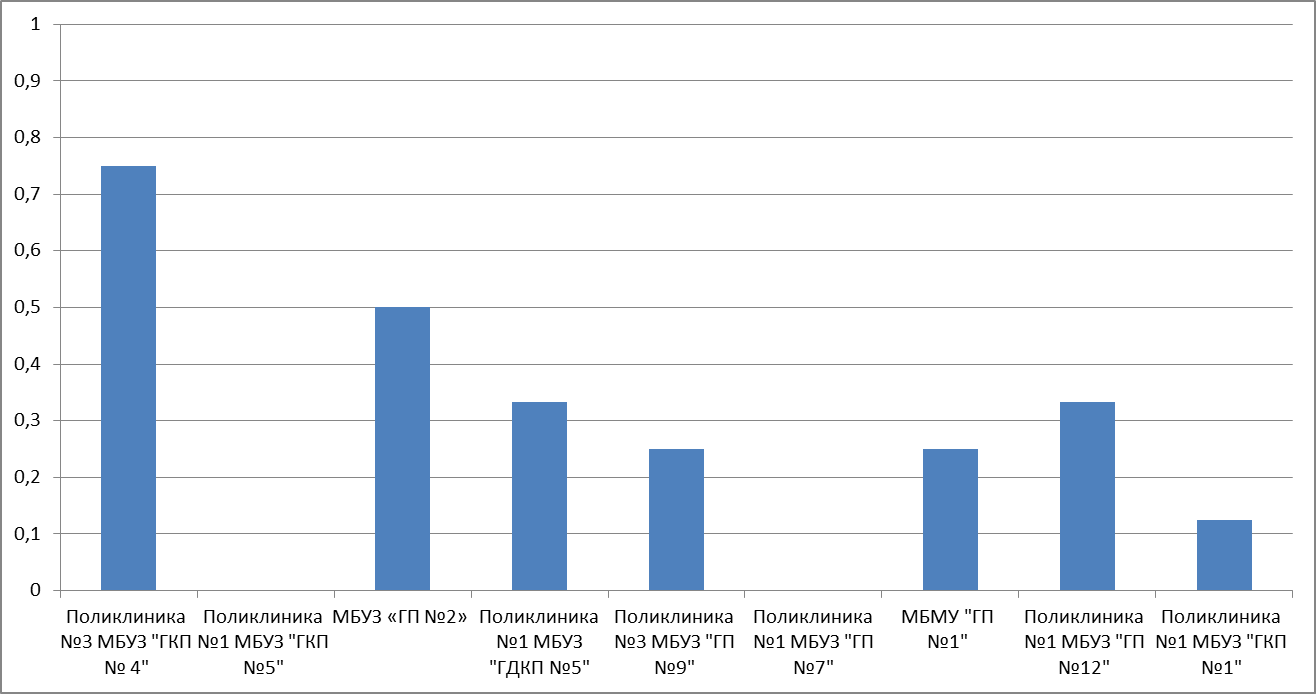 1
0,9
0,8
0,7
0,6
0,5
0,4
0,3
0,2
0,1
0
Поликлиника
№3 МБУЗ "ГКП
№ 4"
Поликлиника
№1 МБУЗ "ГКП
№5"
МБУЗ «ГП №2»
Поликлиника
№1 МБУЗ
"ГДКП №5"
Поликлиника
№3 МБУЗ "ГП
№9"
Поликлиника
№1 МБУЗ "ГП
№7"
МБМУ "ГП
№1"
Поликлиника
№1 МБУЗ "ГП
№12"
Поликлиника
№1 МБУЗ "ГКП
№1"